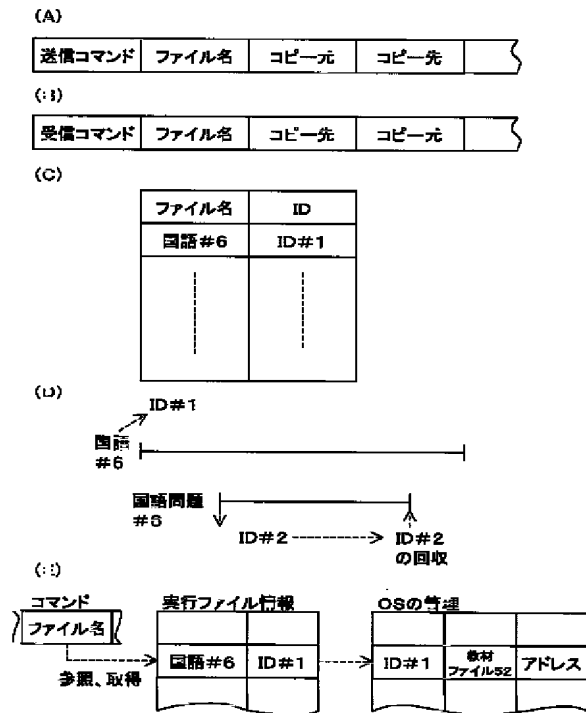 (A)
送信コマンド ファイル名 コピー元 コピー先
(B)
受信コマンド ファイル名 コピー先 コピー元
(C)
ファイル名 ID
国語#6 ID#1
(D)
ID#1
国語
#6
国語問題
#6
ID#2
ID#2
の回収
(E)
コマンド 実行ファイル情報 OSの管理
ファイル名
国語#6 ID#1
ID#1 教材
ファイル52 アドレス
参照、取得